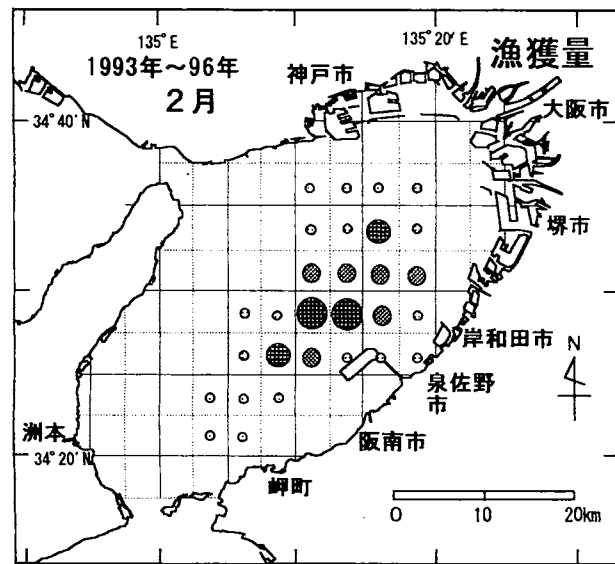 135°E
135°20′E
漁獲量
1993年～96年
2月
神戸市
大阪市
34°40′N
堺市
岸和田市
N
泉佐野
市
洲本
阪南市
34°20′N
岬町
0 10 20km